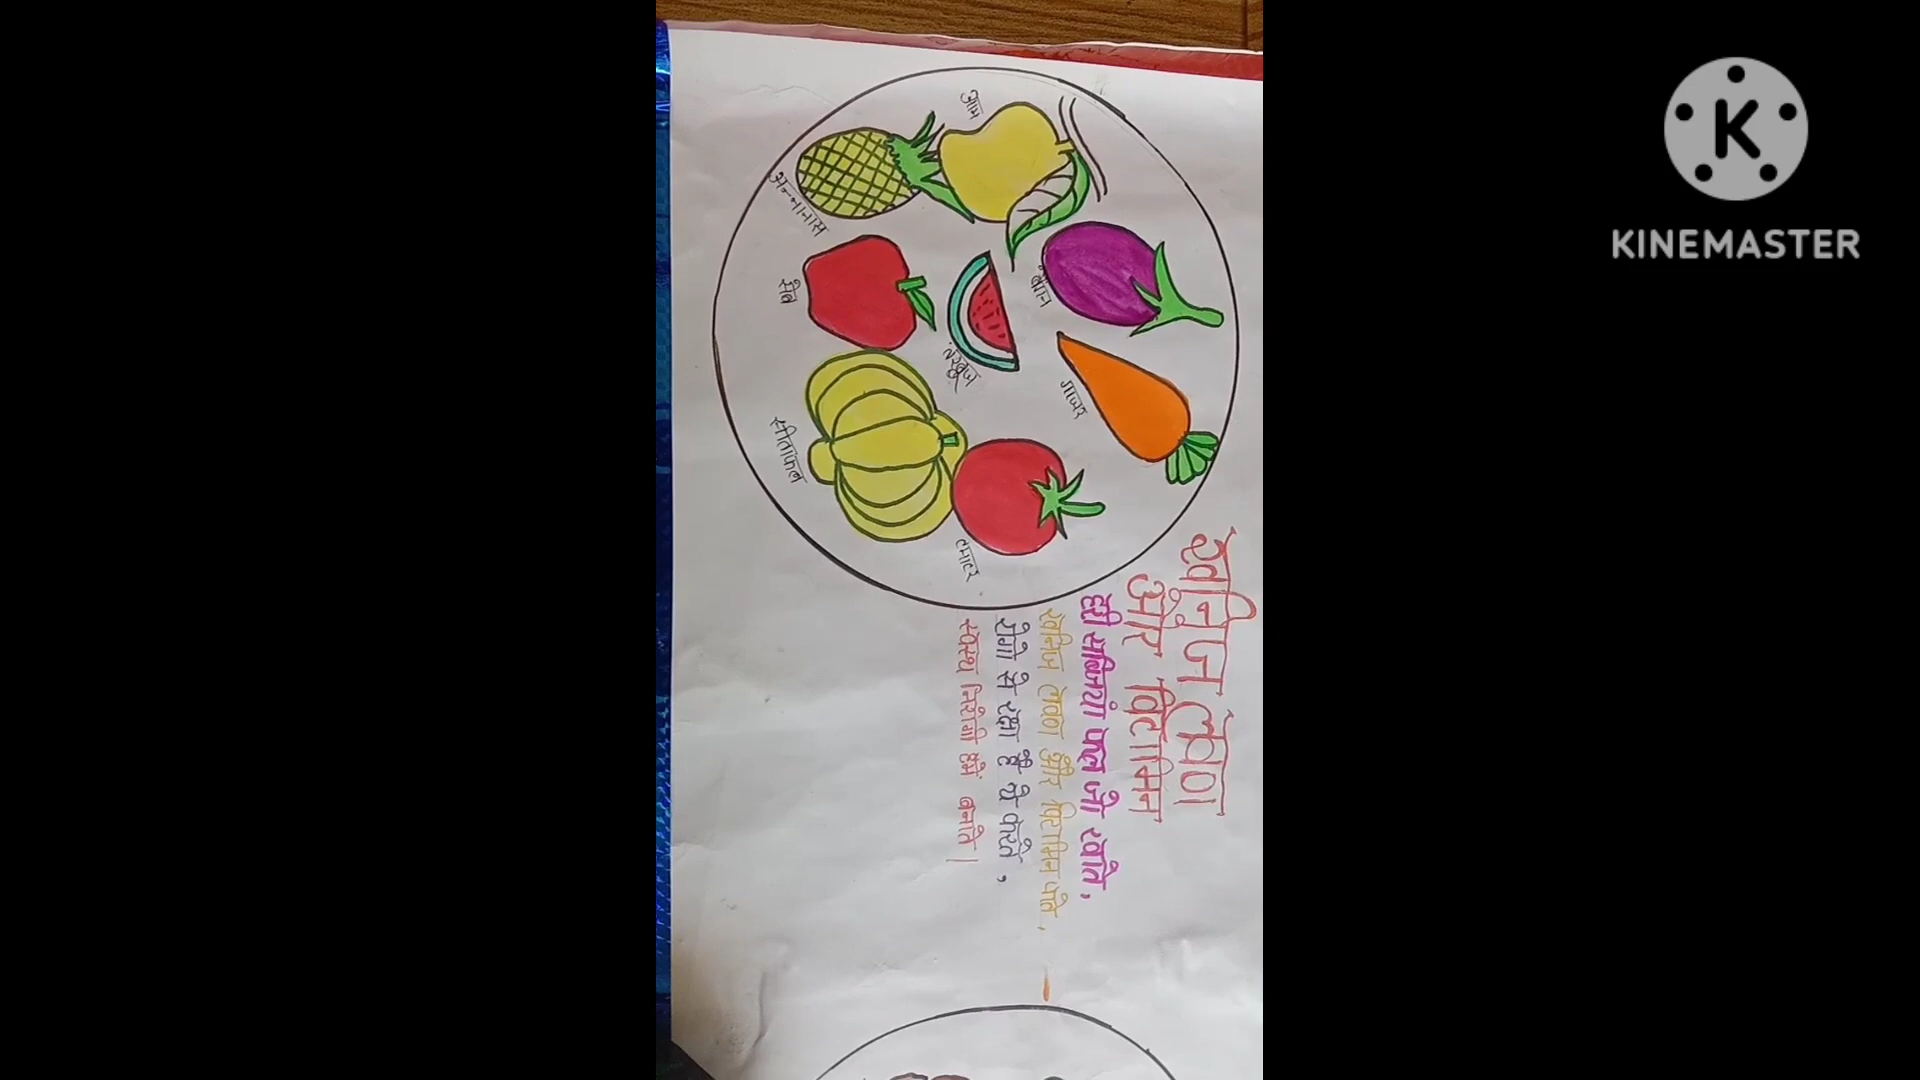 खनिज लवण
और विटामिन
हरी सब्जियां फल जो खाते,
खनिज लवण और विटामिन पाते,
रोगो से रक्षा है ये करते,
स्वस्थ निरोगी हमें बनाते|
आम
अन्नानास
सेब
तरबूज
बैगान
गाजर
सीताफल
टमाटर
KINEMASTER